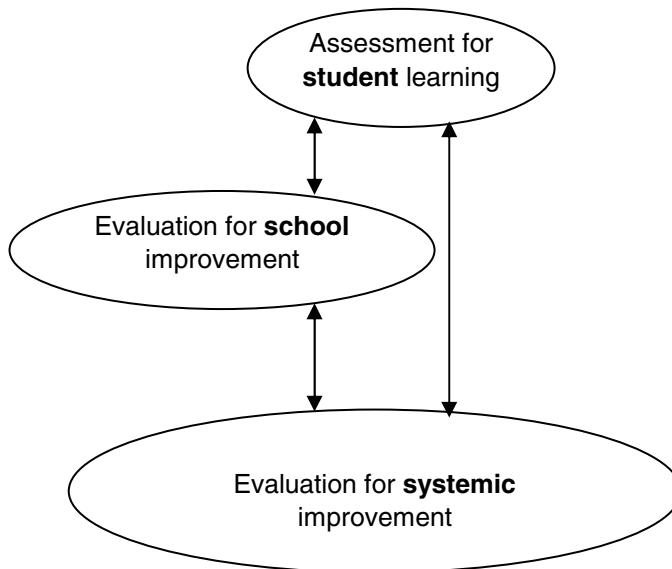 Assessment for
student learning
Evaluation for school
improvement
Evaluation for systemic
improvement